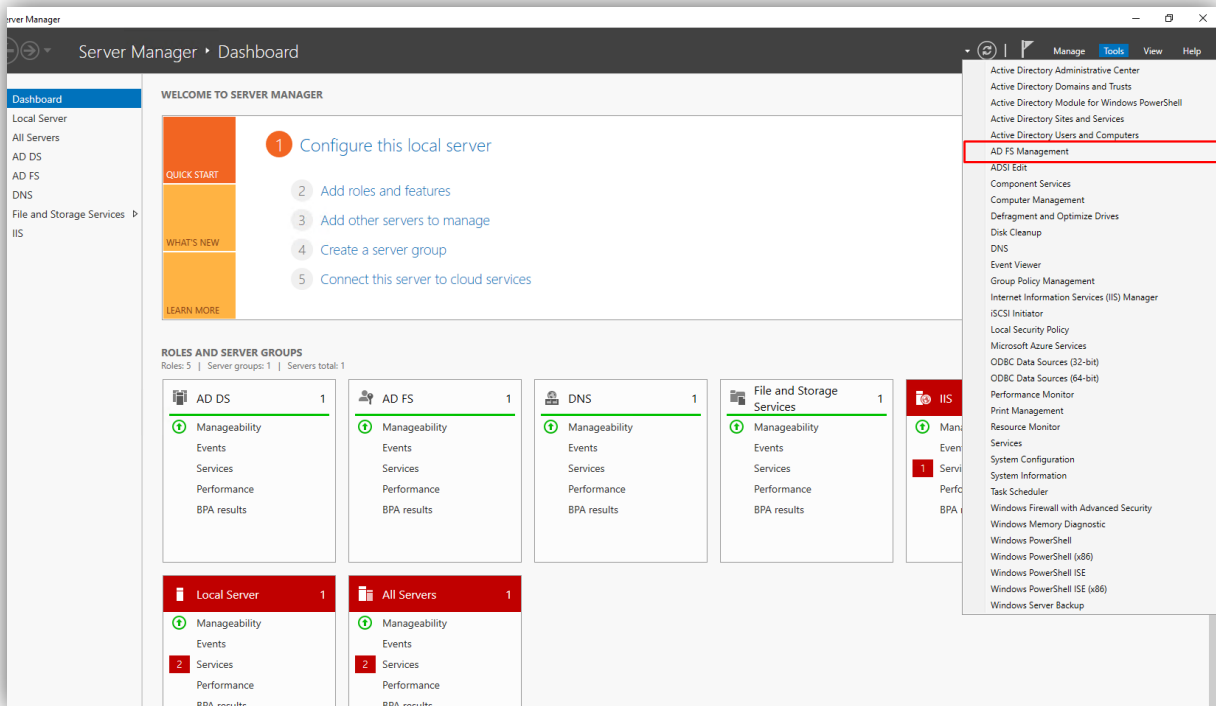 erver Manager
Server Manager • Dashboard
Manage Tools View Help
Dashboard
Local Server
All Servers
AD DS
AD FS
DNS
File and Storage Services
IIS
WELCOME TO SERVER MANAGER
QUICK START
WHAT'S NEW
LEARN MORE
1 Configure this local server
2 Add roles and features
3 Add other servers to manage
4 Create a server group
5 Connect this server to cloud services
ROLES AND SERVER GROUPS
Roles: 5 | Server groups: 1 | Servers total: 1
AD DS 1
Manageability
Events
Services
Performance
BPA results
AD FS 1
Manageability
Events
Services
Performance
BPA results
DNS 1
Manageability
Events
Services
Performance
BPA results
File and Storage
Services 1
Manageability
Events
Services
Performance
BPA results
IIS
Mana
Even
1 Servi
Perfo
BPA
Local Server 1
Manageability
Events
2 Services
Performance
BPA results
All Servers 1
Manageability
Events
2 Services
Performance
BPA results
Active Directory Administrative Center
Active Directory Domains and Trusts
Active Directory Module for Windows PowerShell
Active Directory Sites and Services
Active Directory Users and Computers
AD FS Management
ADSI Edit
Component Services
Computer Management
Defragment and Optimize Drives
Disk Cleanup
DNS
Event Viewer
Group Policy Management
Internet Information Services (IIS) Manager
iSCSI Initiator
Local Security Policy
Microsoft Azure Services
ODBC Data Sources (32-bit)
ODBC Data Sources (64-bit)
Performance Monitor
Print Management
Resource Monitor
Services
System Configuration
System Information
Task Scheduler
Windows Firewall with Advanced Security
Windows Memory Diagnostic
Windows PowerShell
Windows PowerShell (x86)
Windows PowerShell ISE
Windows PowerShell ISE (x86)
Windows Server Backup